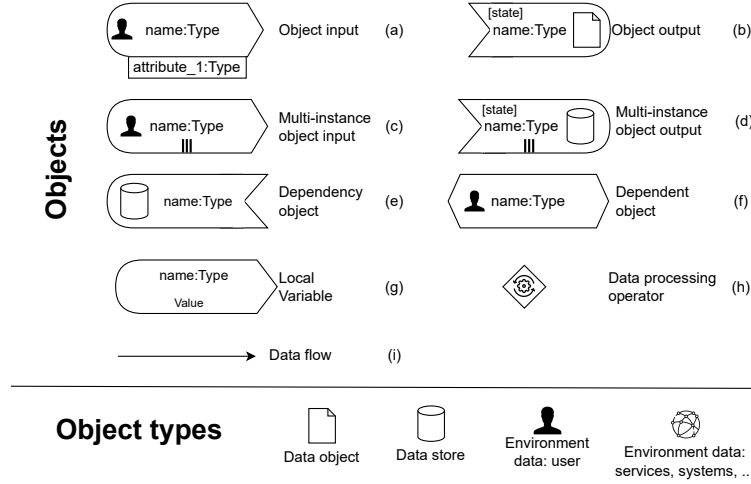 Objects
name:Type
attribute_1:Type
Object input
(a)
[state]
name:Type
Object output
(b)
name:Type
Multi-instance
object input
(c)
[state]
name:Type
Multi-instance
object output
(d)
name:Type
Dependency
object
(e)
name:Type
Dependent
object
(f)
name:Type
Value
Local
Variable
(g)
Data processing
operator
(h)
Data flow
(i)
Object types
Data object
Data store
Environment
data: user
Environment data:
services, systems, ..